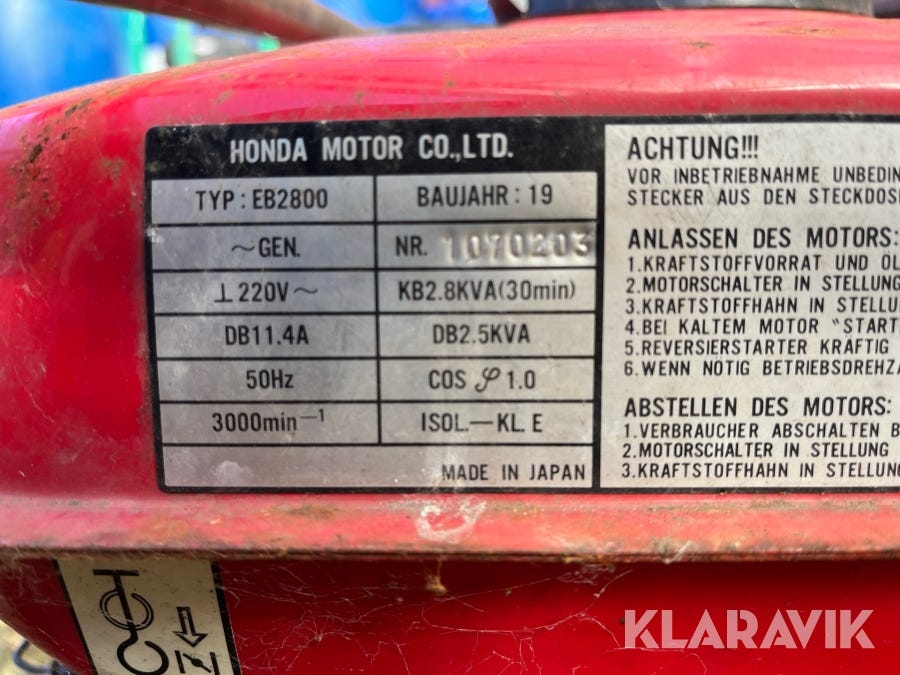 HONDA MOTOR CO.,LTD.
TYP : EB2800
BAUJAHR : 19
~GEN.
NR. 1070203
⊥220V~
KB2.8KVA(30min)
DB11.4A
DB2.5KVA
50Hz
COS 𝒮 1.0
3000min⁻¹
ISOL.—KL.E
MADE IN JAPAN
ACHTUNG!!!
VOR INBETRIEBNAHME UNBEDIN
STECKER AUS DEN STECKDOS
ANLASSEN DES MOTORS:
1.KRAFTSTOFFVORRAT UND ÖL
2.MOTORSCHALTER IN STELLUNG
3.KRAFTSTOFFHAHN IN STELLU
4.BEI KALTEM MOTOR "START
5.REVERSIERSTARTER KRÄFTIG
6.WENN NÖTIG BETRIEBSDREHZ
ABSTELLEN DES MOTORS:
1.VERBRAUCHER ABSCHALTEN B
2.MOTORSCHALTER IN STELLUNG
3.KRAFTSTOFFHAHN IN STELLUNG
KLARAVIK